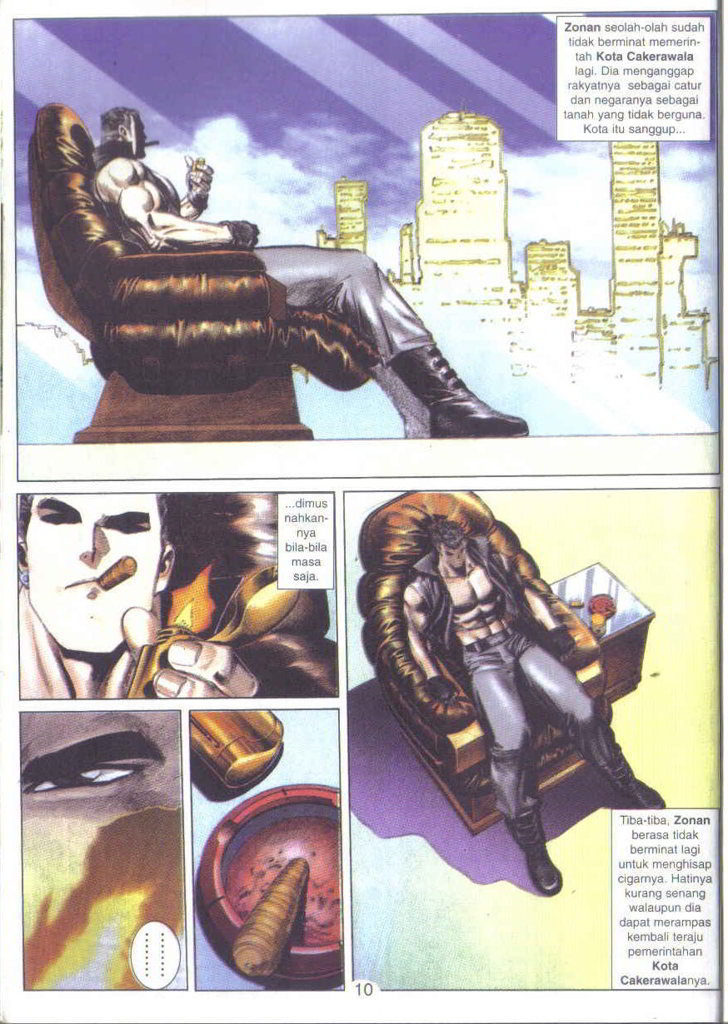 Zonan seolah-olah sudah
tidak berminat memerin-
tah Kota Cakerawala
lagi. Dia menganggap
rakyatnya sebagai catur
dan negaranya sebagai
tanah yang tidak berguna.
Kota itu sanggup...
...dimus
nahkan-
nya
bila-bila
masa
saja.
Tiba-tiba, Zonan
berasa tidak
berminat lagi
untuk menghisap
cigarnya. Hatinya
kurang senang
walaupun dia
dapat merampas
kembali teraju
pemerintahan
Kota
Cakerawalanya.
10